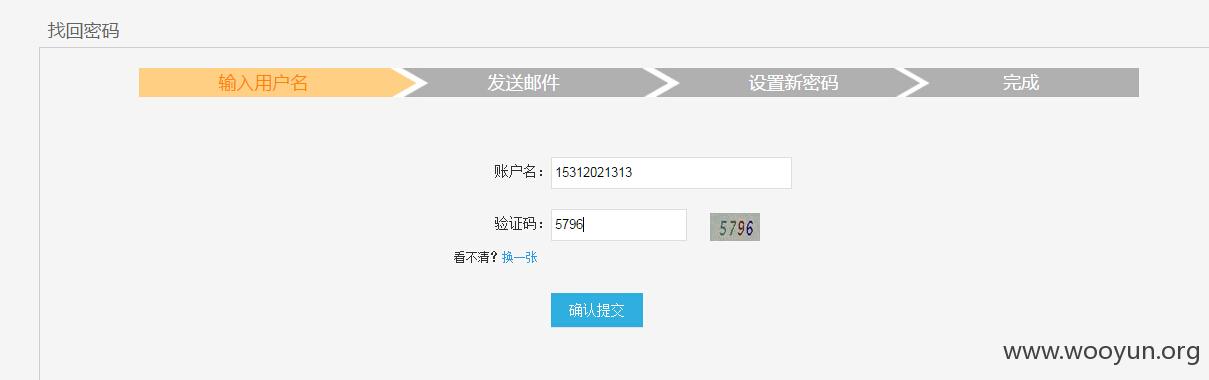 找回密码
输入用户名 发送邮件 设置新密码 完成
账户名： 15312021313
验证码： 5796 5796
看不清？换一张
确认提交
www.wooyun.org